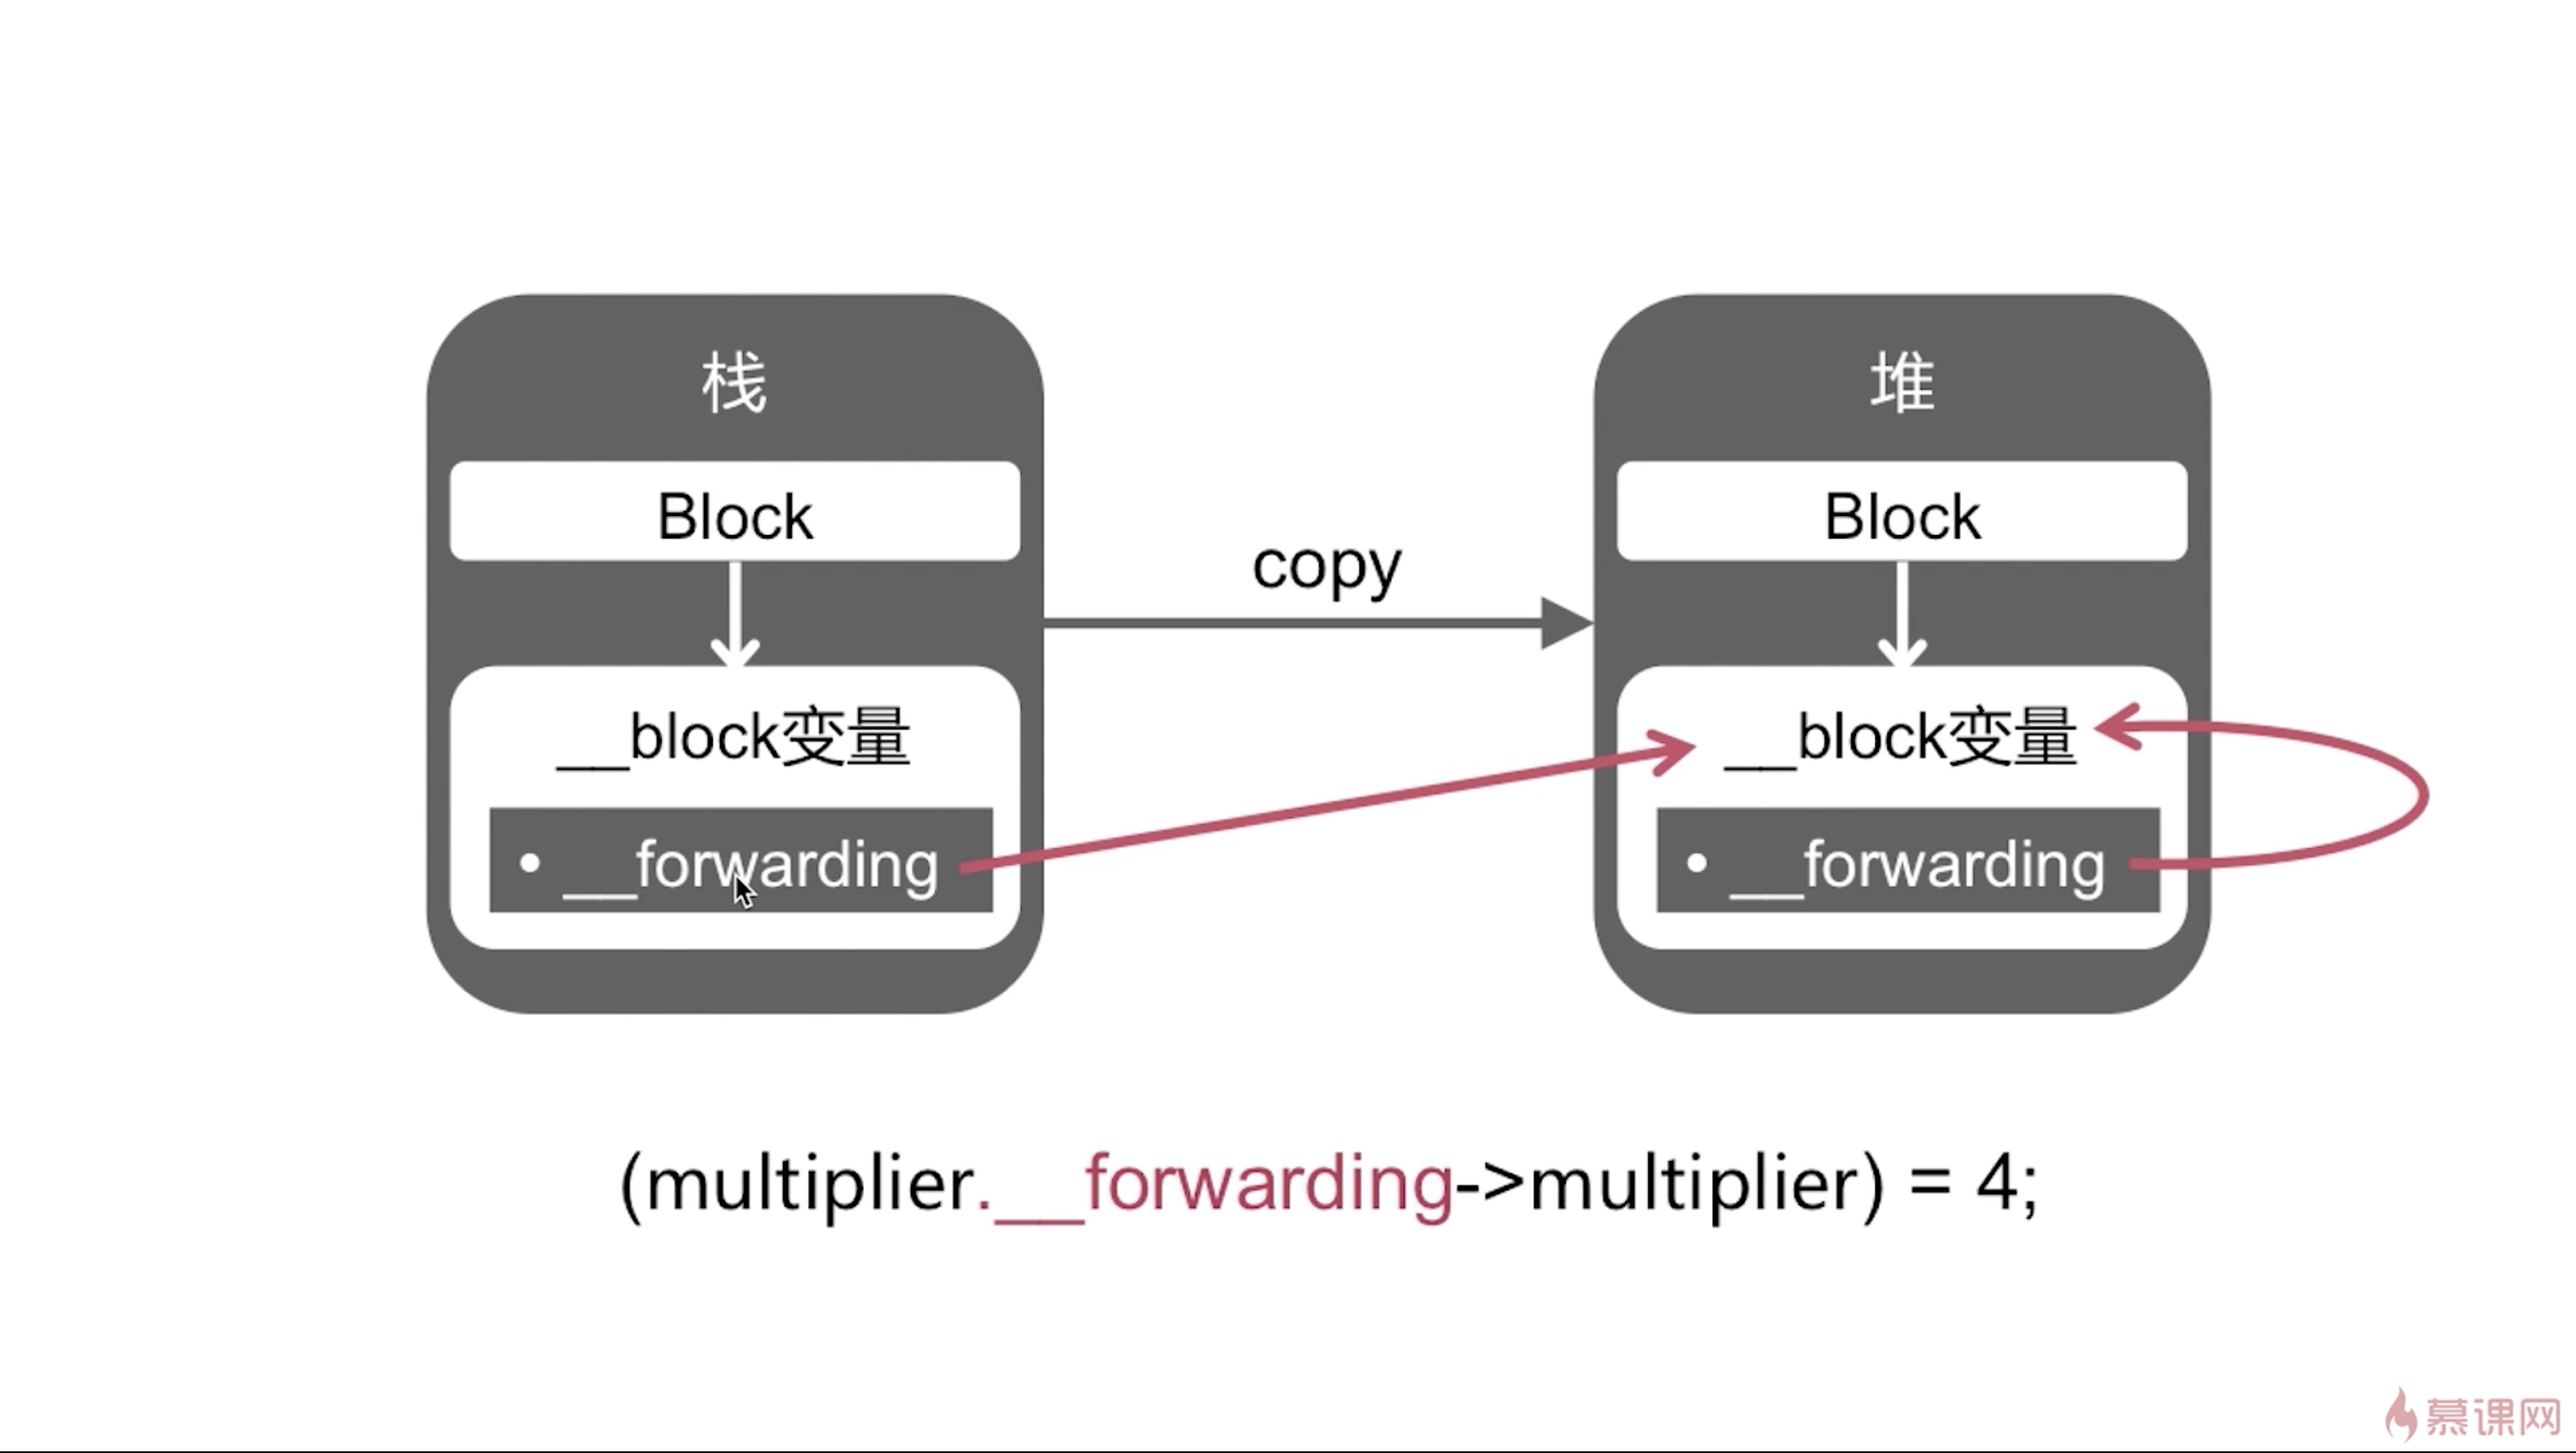 栈
Block
__block变量
• __forwarding
copy
堆
Block
__block变量
• __forwarding
(multiplier.__forwarding->multiplier) = 4;
慕课网